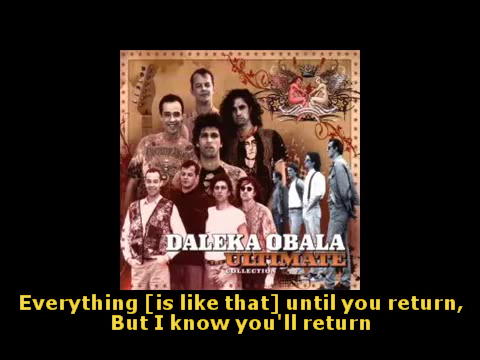 DALEKA OBALA
ULTIMATE
COLLECTION
Everything [is like that] until you return,
But I know you'll return